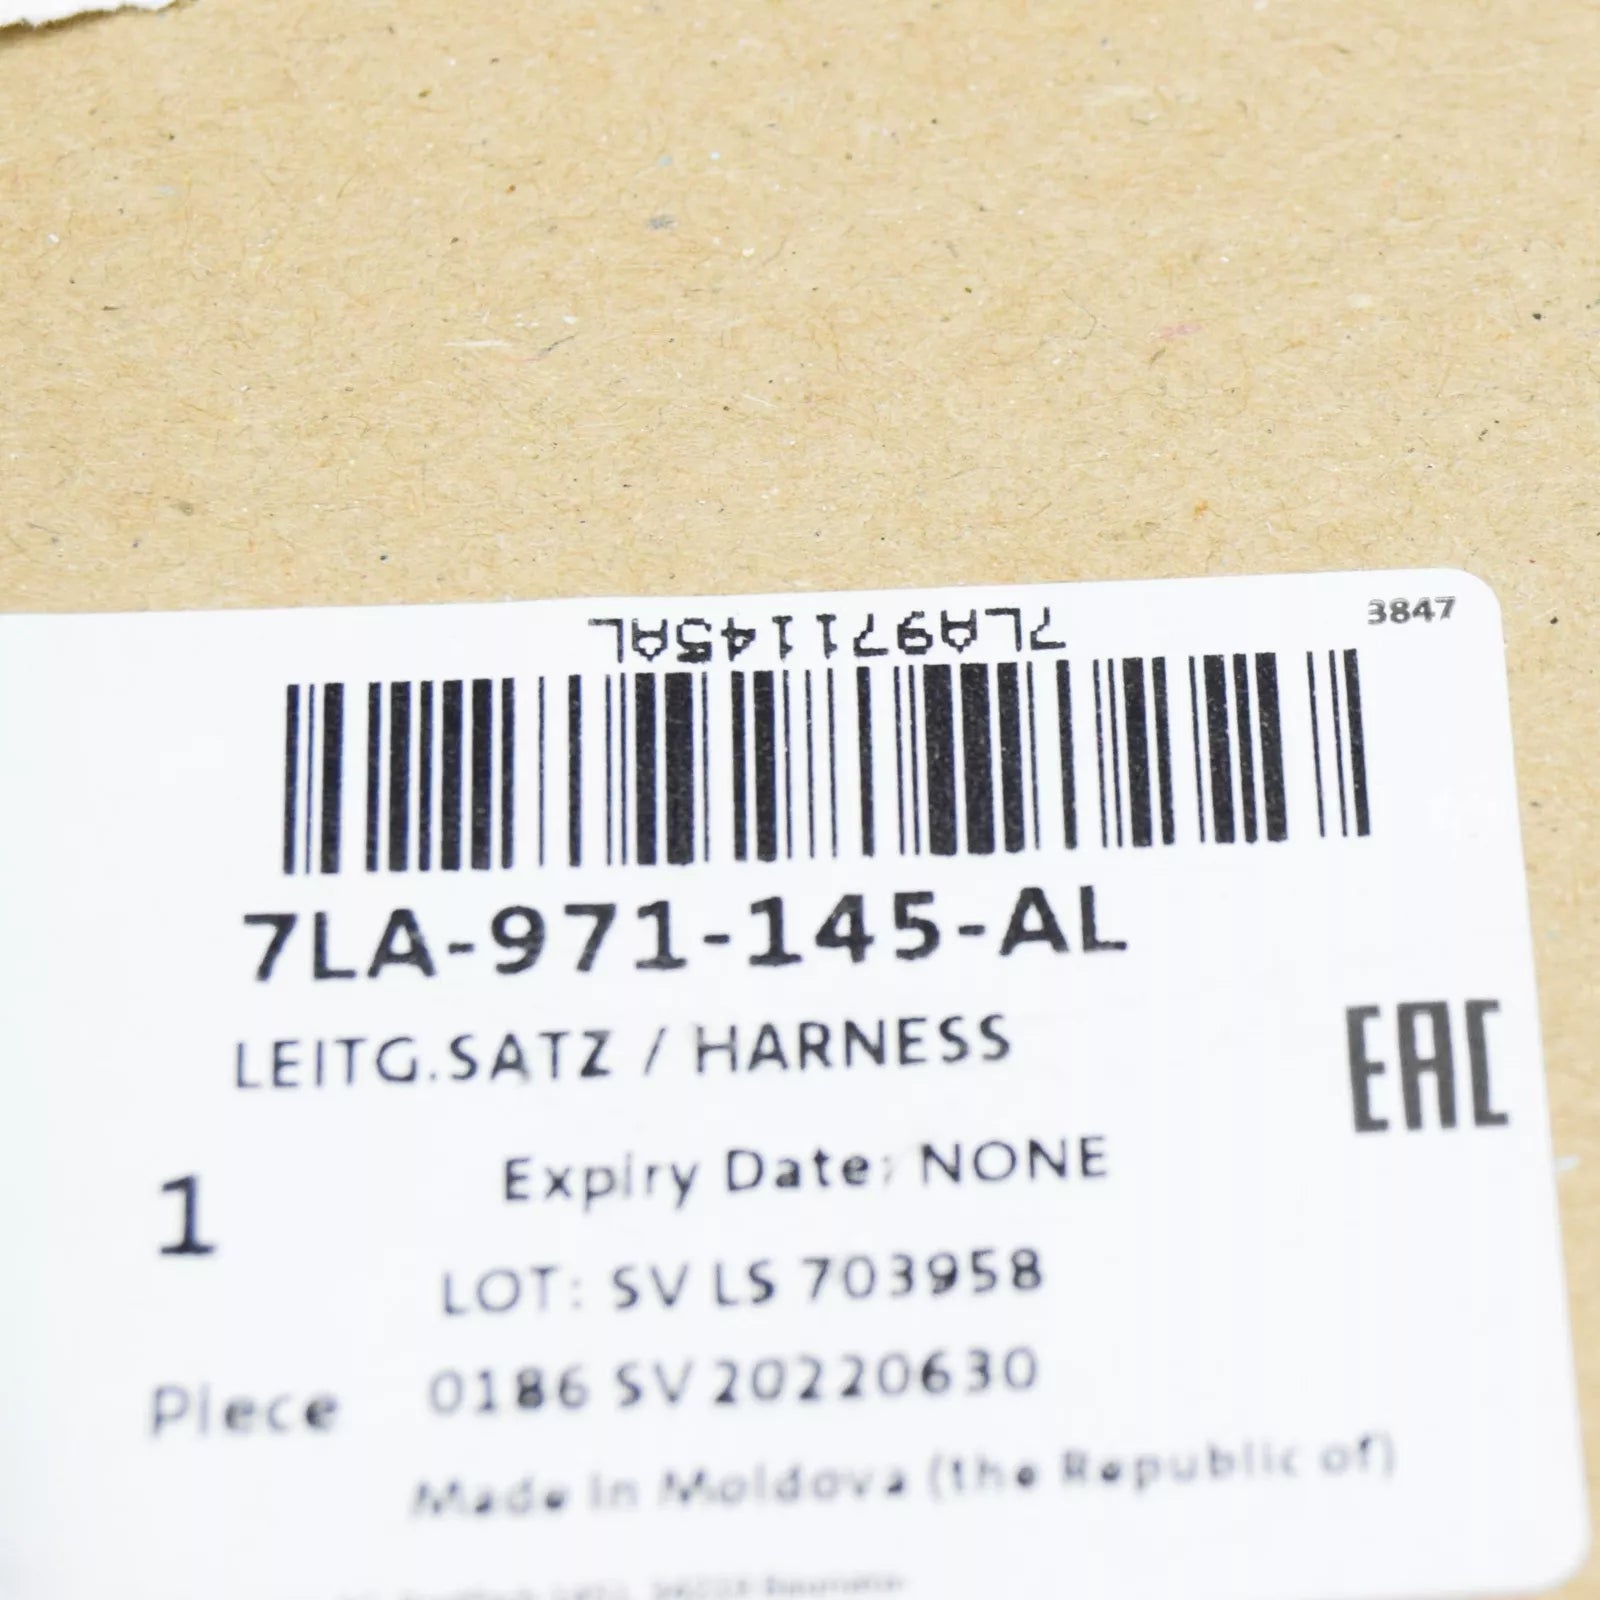 3847
7LA971145AL
7LA-971-145-AL
LEITG.SATZ / HARNESS
EAC
Expiry Date: NONE
1
LOT: SV LS 703958
0186 SV 20220630
Piece
Made in Moldova (the Republic of)